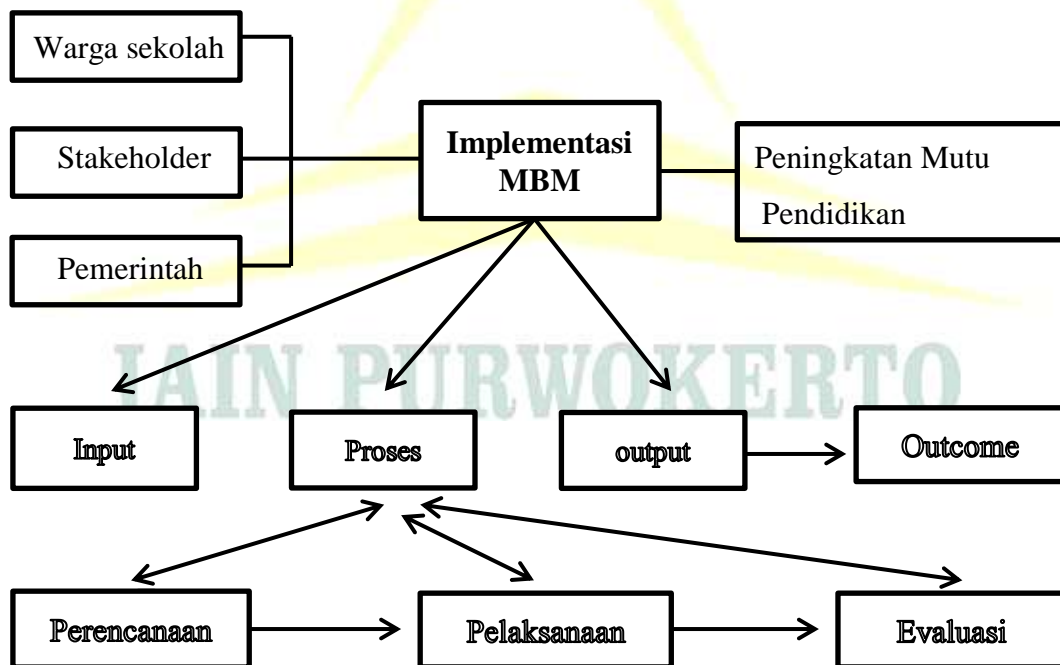 Warga sekolah
Stakeholder
Pemerintah
Implementasi
MBM
Peningkatan Mutu
Pendidikan
IAIN PURWOKERTO
Input
Proses
output
Outcome
Perencanaan
Pelaksanaan
Evaluasi